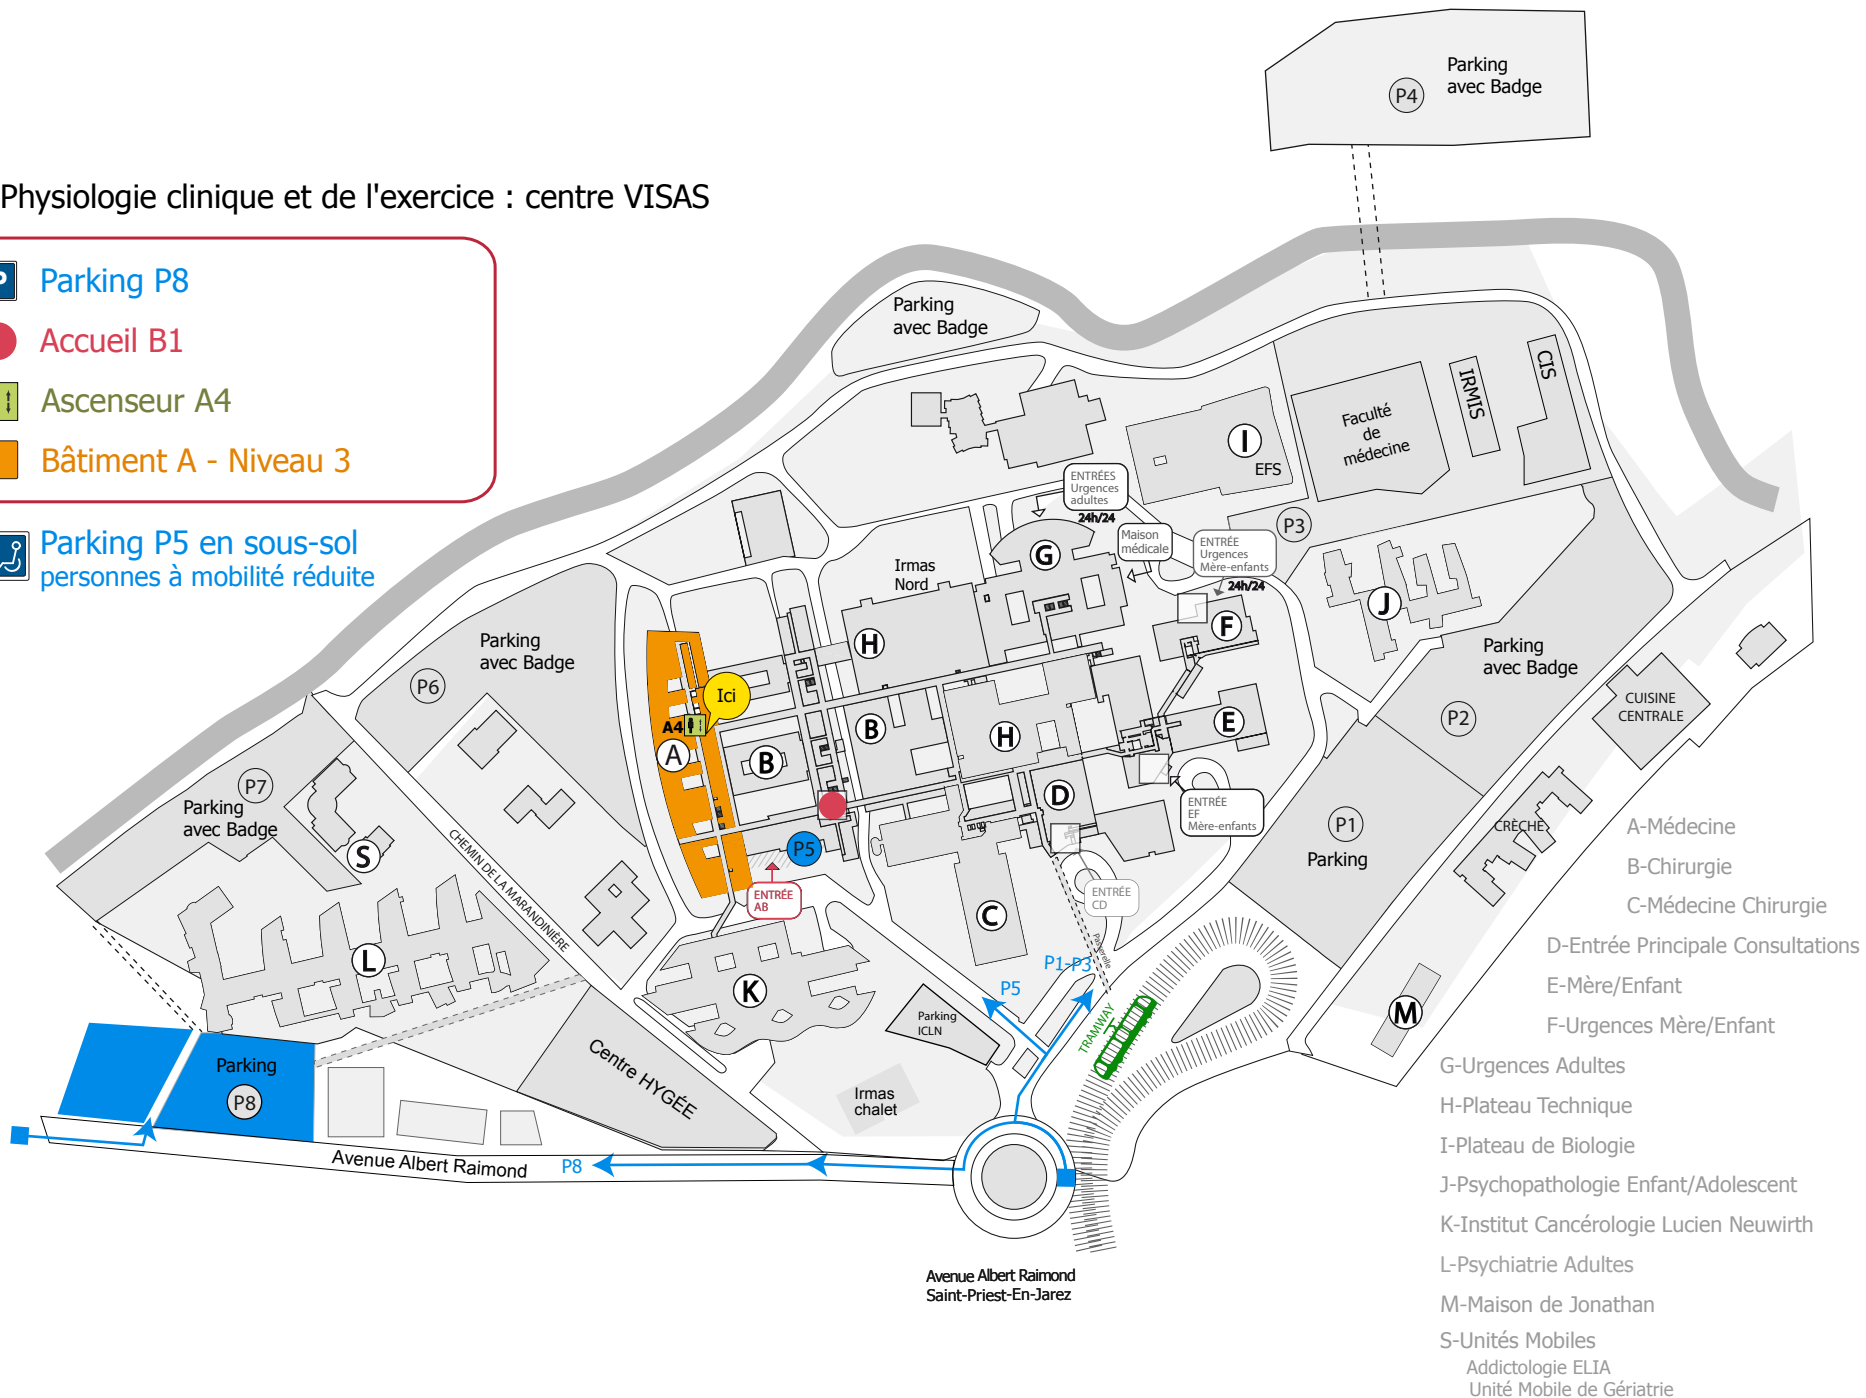 Parking
avec Badge
P4
Physiologie clinique et de l'exercice : centre VISAS
P
Parking P8
Accueil B1
Ascenseur A4
Bâtiment A - Niveau 3
Parking P5 en sous-sol
personnes à mobilité réduite
Parking
avec Badge
IRMIS
CIS
Faculté
de
médecine
I
EFS
ENTRÉES
Urgences
adultes
24h/24
Maison
médicale
ENTRÉE
Urgences
Mère-enfants
24h/24
P3
G
Irmas
Nord
J
F
H
Parking
avec Badge
P6
Parking
avec Badge
P2
CUISINE
CENTRALE
Ici
A4
A
B
B
H
E
D
P7
Parking
avec Badge
S
CHEMIN DE LA MARANDINIÈRE
P5
ENTRÉE
AB
ENTRÉE
EF
Mère-enfants
ENTRÉE
CD
P1
Parking
CRÈCHE
C
L
K
Passerelle
P1-P3
P5
TRAMWAY
M
Parking
ICLN
Parking
P8
Centre HYGÉE
Irmas
chalet
Avenue Albert Raimond
P8
Avenue Albert Raimond
Saint-Priest-En-Jarez
A-Médecine
B-Chirurgie
C-Médecine Chirurgie
D-Entrée Principale Consultations
E-Mère/Enfant
F-Urgences Mère/Enfant
G-Urgences Adultes
H-Plateau Technique
I-Plateau de Biologie
J-Psychopathologie Enfant/Adolescent
K-Institut Cancérologie Lucien Neuwirth
L-Psychiatrie Adultes
M-Maison de Jonathan
S-Unités Mobiles
Addictologie ELIA
Unité Mobile de Gériatrie